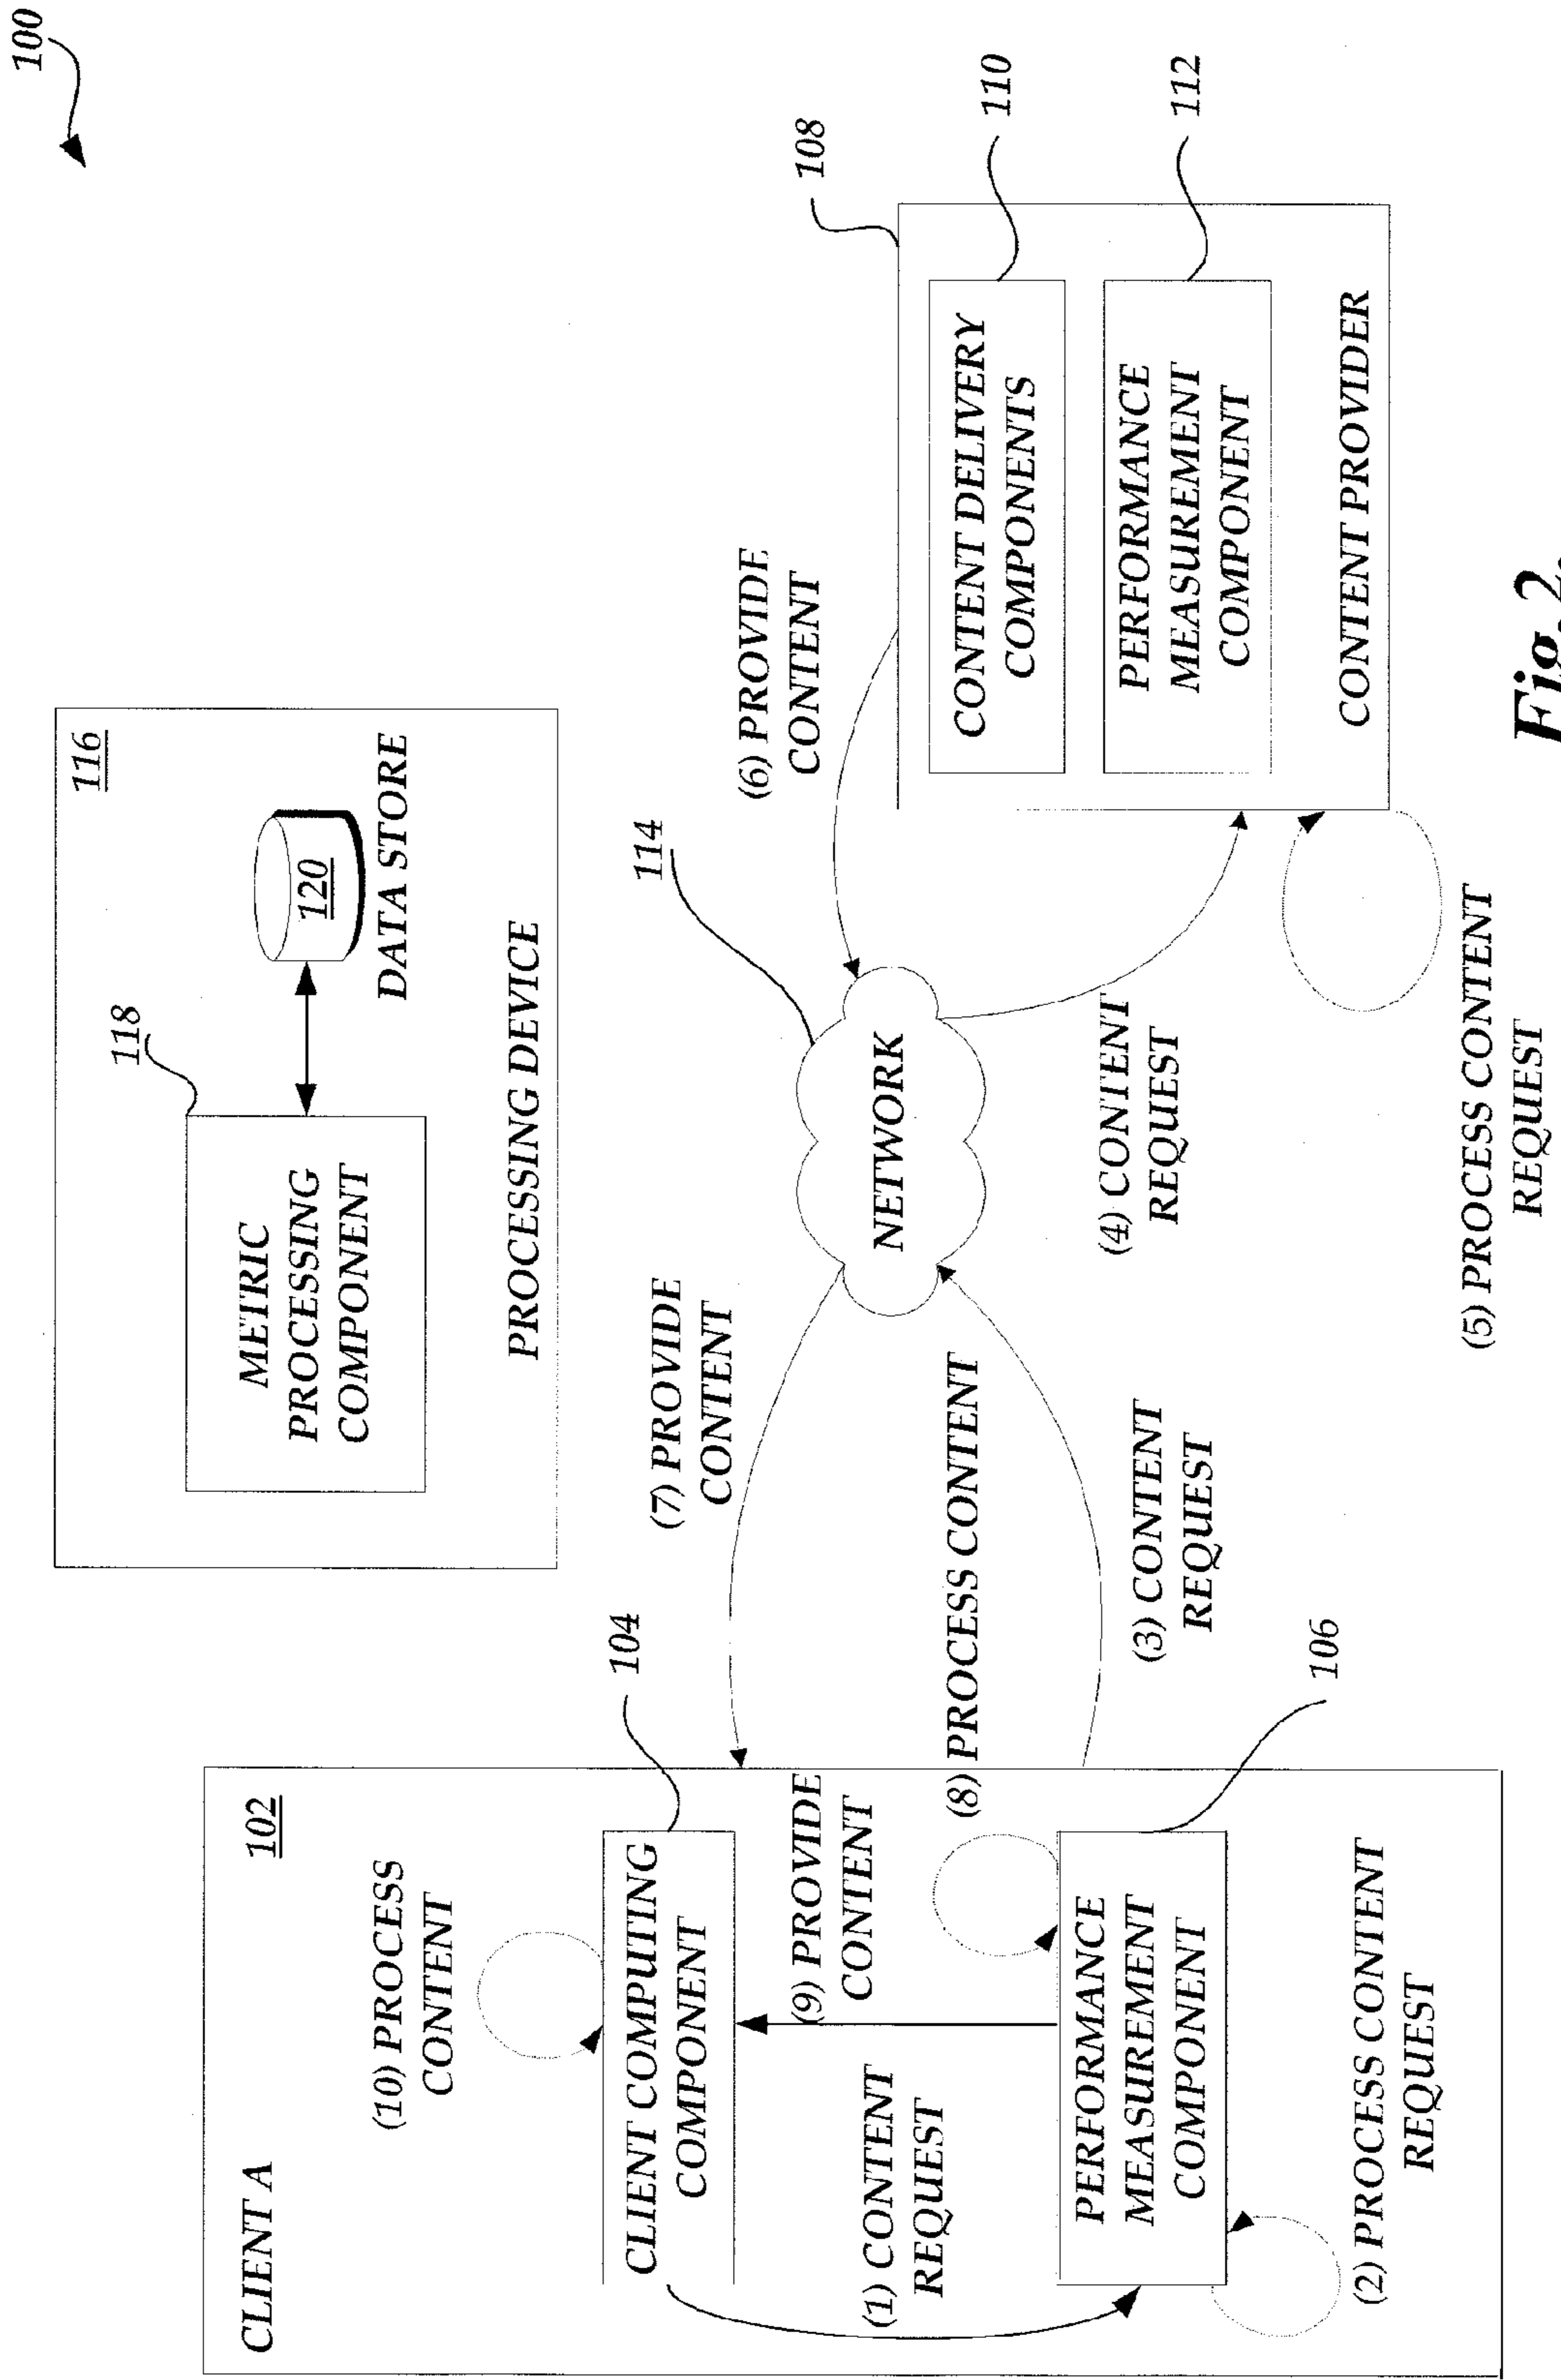 100
116
118
METRIC
PROCESSING
COMPONENT
120
DATA STORE
PROCESSING DEVICE
CLIENT A
102
(10) PROCESS
CONTENT
104
CLIENT COMPUTING
COMPONENT
(7) PROVIDE
CONTENT
114
NETWORK
(6) PROVIDE
CONTENT
108
110
CONTENT DELIVERY
COMPONENTS
112
PERFORMANCE
MEASUREMENT
COMPONENT
CONTENT PROVIDER
(1) CONTENT
REQUEST
(9) PROVIDE
CONTENT
(8) PROCESS CONTENT
(3) CONTENT
REQUEST
(4) CONTENT
REQUEST
106
PERFORMANCE
MEASUREMENT
COMPONENT
(2) PROCESS CONTENT
REQUEST
(5) PROCESS CONTENT
REQUEST
Fig.2.